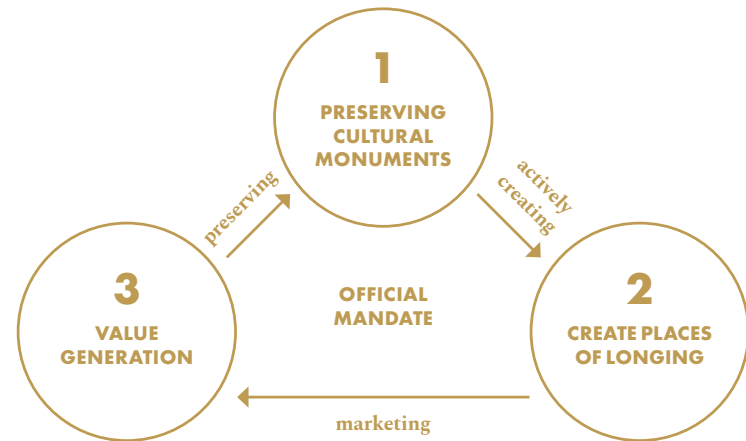 1
PRESERVING
CULTURAL
MONUMENTS
actively
creating
2
CREATE PLACES
OF LONGING
marketing
3
VALUE
GENERATION
preserving
OFFICIAL
MANDATE